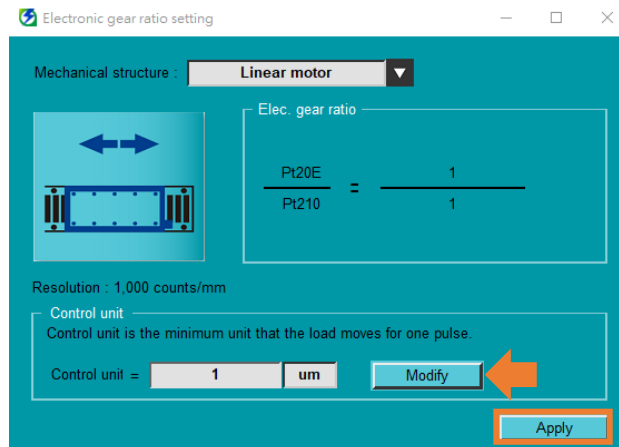 Electronic gear ratio setting
Mechanical structure : Linear motor
Elec. gear ratio
Pt20E = 1
Pt210 1
Resolution : 1,000 counts/mm
Control unit
Control unit is the minimum unit that the load moves for one pulse.
Control unit = 1 um Modify
Apply